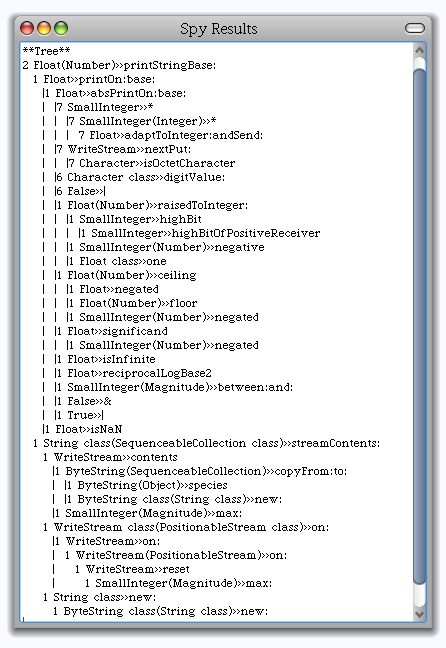 Spy Results
**Tree**
2 Float(Number)>>printStringBase:
1 Float>>printOn:base:
|1 Float>>absPrintOn:base:
| |7 SmallInteger>>*
| | |7 SmallInteger(Integer)>>*
| | | 7 Float>>adaptToInteger:andSend:
| |7 WriteStream>>nextPut:
| | |7 Character>>isOctetCharacter
| |6 Character class>>digitValue:
| |6 False>>|
| |1 Float(Number)>>raisedToInteger:
| | |1 SmallInteger>>highBit
| | | |1 SmallInteger>>highBitOfPositiveReceiver
| | |1 SmallInteger(Number)>>negative
| | |1 Float class>>one
| |1 Float(Number)>>ceiling
| | |1 Float>>negated
| | |1 Float(Number)>>floor
| | |1 SmallInteger(Number)>>negated
| |1 Float>>significand
| | |1 SmallInteger(Number)>>negated
| |1 Float>>isInfinite
| |1 Float>>reciprocalLogBase2
| |1 SmallInteger(Magnitude)>>between:and:
| |1 False>>&
| |1 True>>|
|1 Float>>isNaN
1 String class(SequenceableCollection class)>>streamContents:
1 WriteStream>>contents
|1 ByteString(SequenceableCollection)>>copyFrom:to:
| |1 ByteString(Object)>>species
| |1 ByteString class(String class)>>new:
|1 SmallInteger(Magnitude)>>max:
1 WriteStream class(PositionableStream class)>>on:
|1 WriteStream>>on:
| 1 WriteStream(PositionableStream)>>on:
| 1 WriteStream>>reset
| 1 SmallInteger(Magnitude)>>max:
1 String class>>new:
1 ByteString class(String class)>>new: